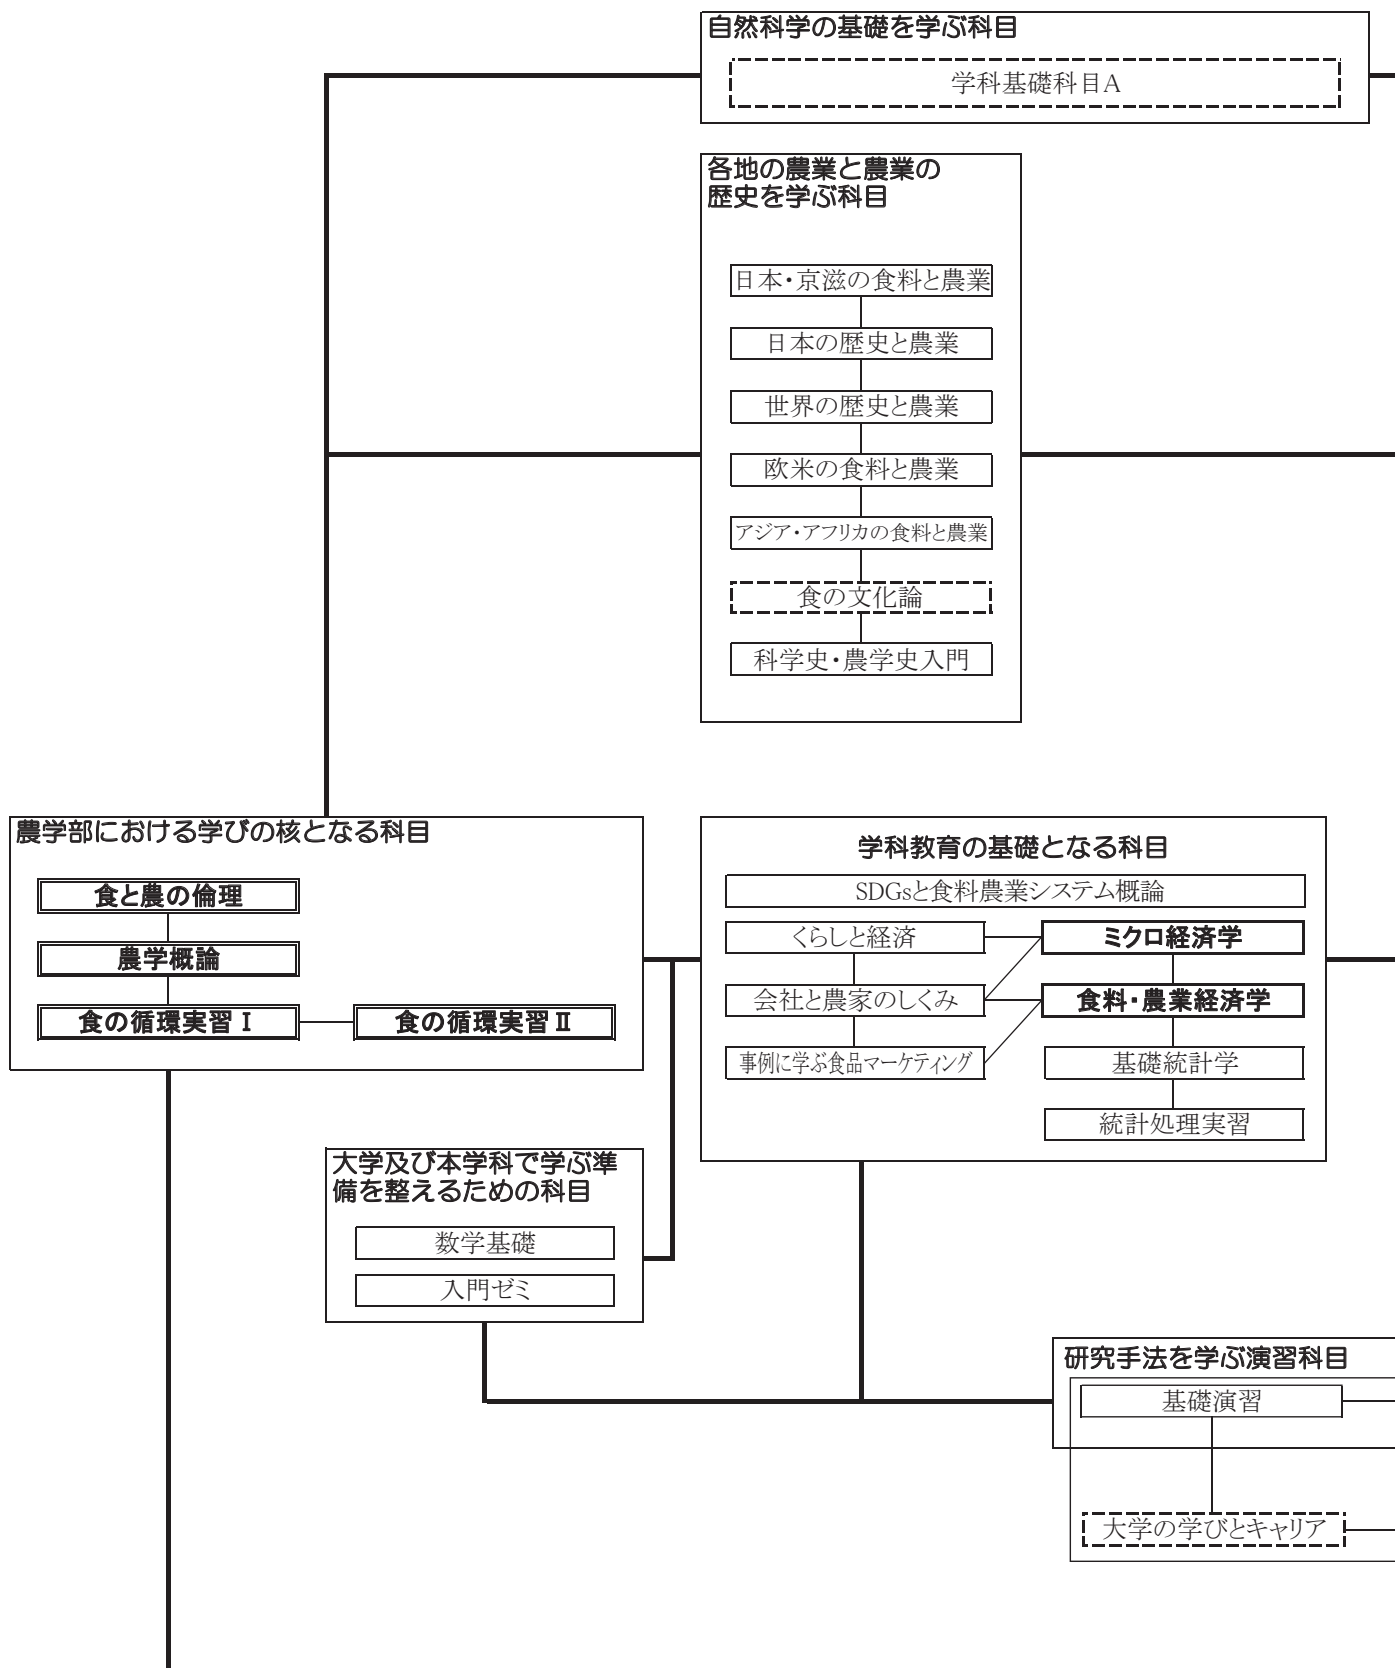 自然科学の基礎を学ぶ科目
学科基礎科目A
各地の農業と農業の
歴史を学ぶ科目
日本・京滋の食料と農業
日本の歴史と農業
世界の歴史と農業
欧米の食料と農業
アジア・アフリカの食料と農業
食の文化論
科学史・農学史入門
農学部における学びの核となる科目
食と農の倫理
農学概論
食の循環実習Ⅰ
食の循環実習Ⅱ
学科教育の基礎となる科目
SDGsと食料農業システム概論
くらしと経済
ミクロ経済学
会社と農家のしくみ
食料・農業経済学
事例に学ぶ食品マーケティング
基礎統計学
統計処理実習
大学及び本学科で学ぶ準
備を整えるための科目
数学基礎
入門ゼミ
研究手法を学ぶ演習科目
基礎演習
大学の学びとキャリア